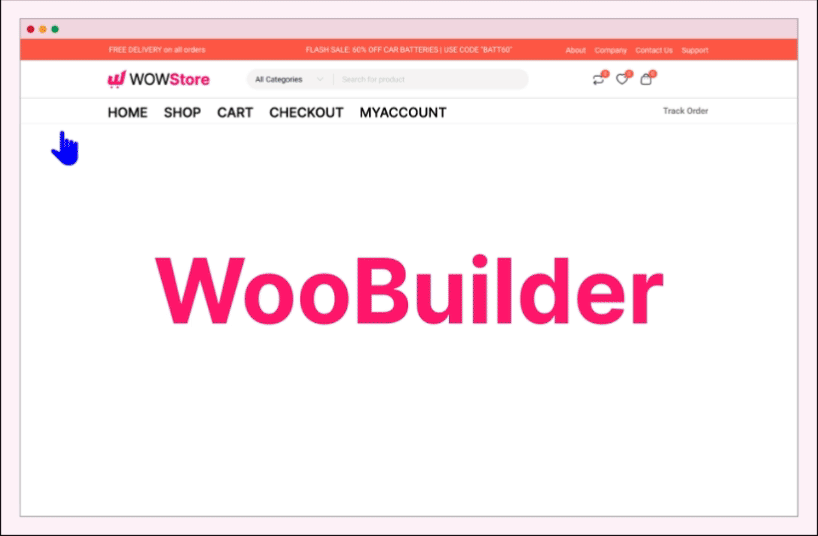 FREE DELIVERY on all orders FLASH SALE: 60% OFF CAR BATTERIES | USE CODE "BATT60" About Company Contact Us Support
WOWStore All Categories Search for product
HOME SHOP CART CHECKOUT MYACCOUNT Track Order
WooBuilder